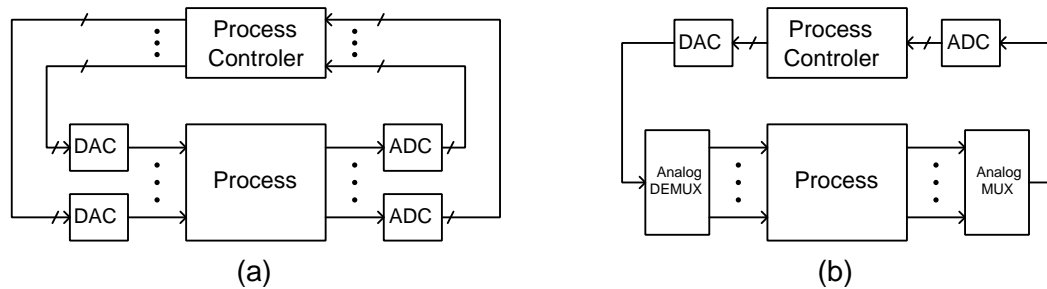 Process
Controler
DAC
ADC
Process
DAC
ADC
(a)
DAC
Process
Controler
ADC
Analog
DEMUX
Process
Analog
MUX
(b)